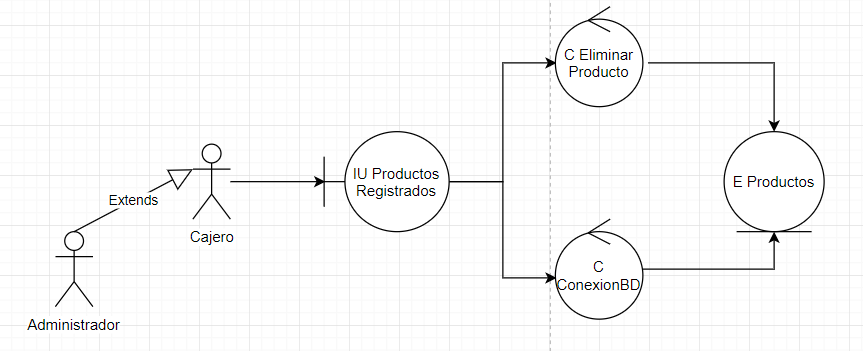 C Eliminar
Producto
Extends
Cajero
Administrador
IU Productos
Registrados
E Productos
C
ConexionBD